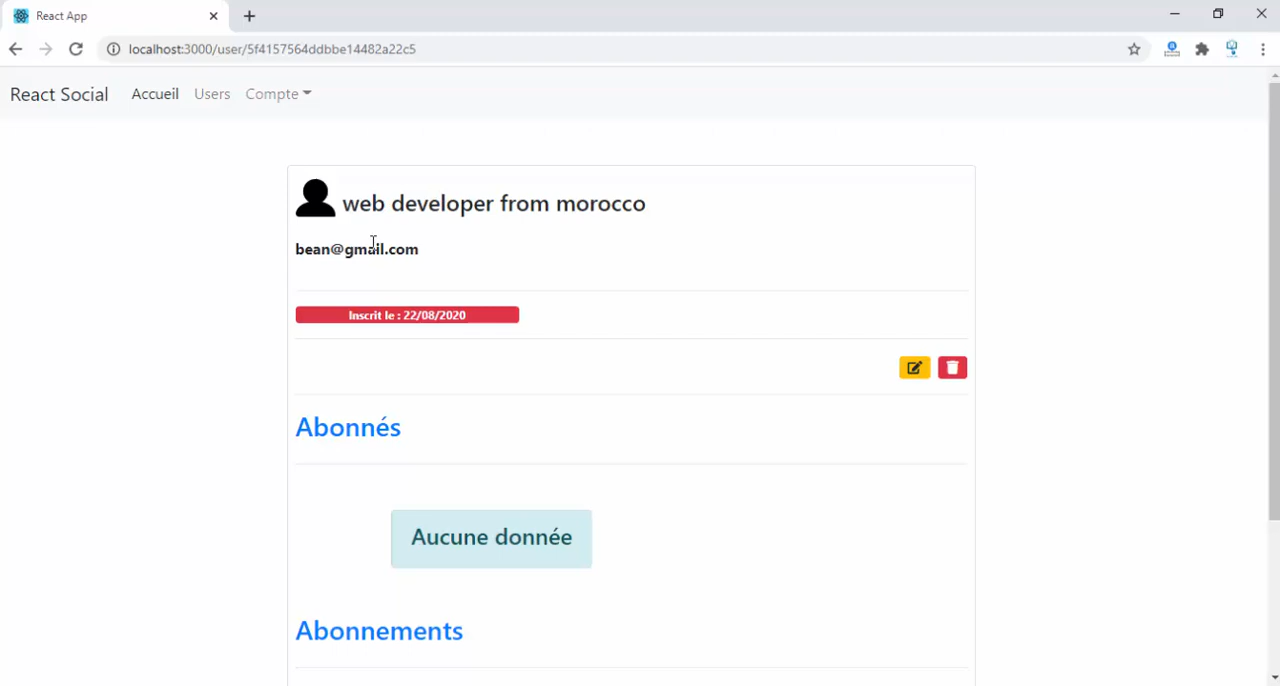 React App
localhost:3000/user/5f4157564ddbbe14482a22c5
React Social Accueil Users Compte
web developer from morocco
bean@gmail.com
Inscrit le : 22/08/2020
Abonnés
Aucune donnée
Abonnements